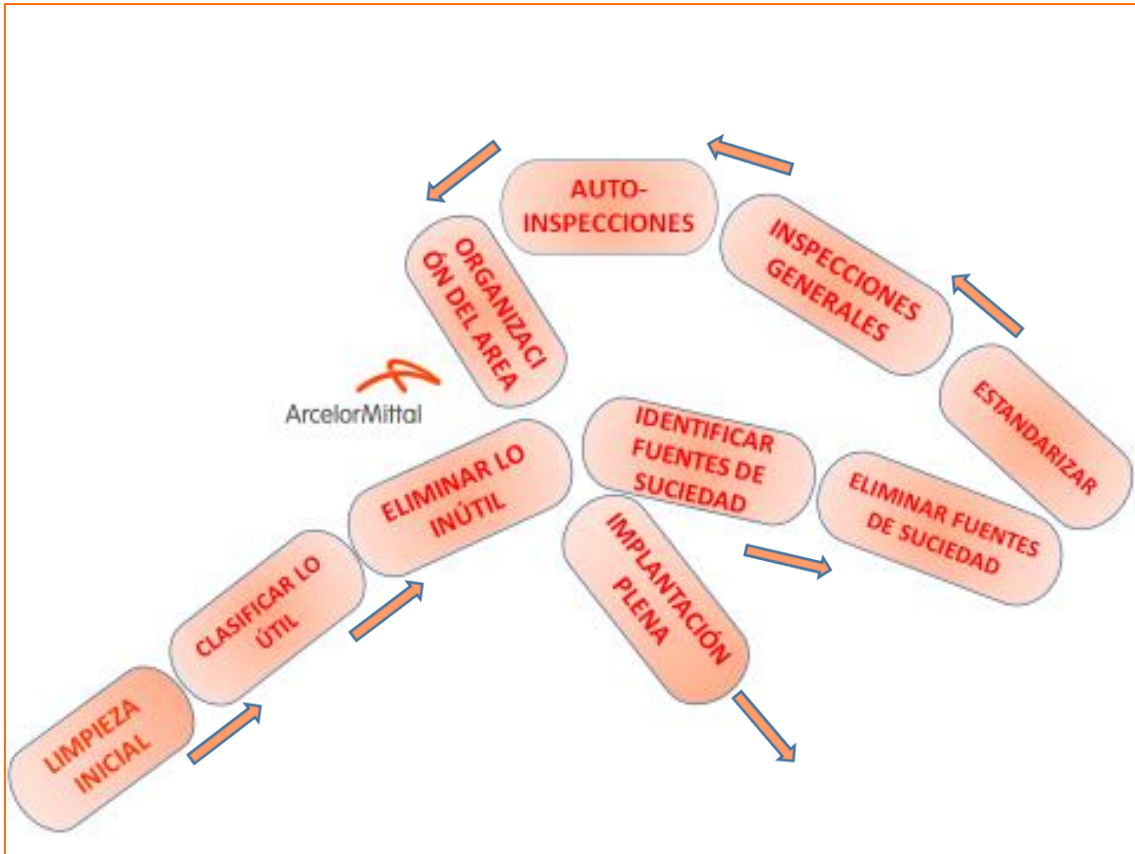 AUTO-
INSPECCIONES
INSPECCIONES
GENERALES
ORGANIZACI
ÓN DEL AREA
ESTANDARIZAR
ArcelorMittal
IDENTIFICAR
FUENTES DE
SUCIEDAD
ELIMINAR LO
INÚTIL
ELIMINAR FUENTES
DE SUCIEDAD
IMPLANTACIÓN
PLENA
CLASIFICAR LO
ÚTIL
LIMPIEZA
INICIAL